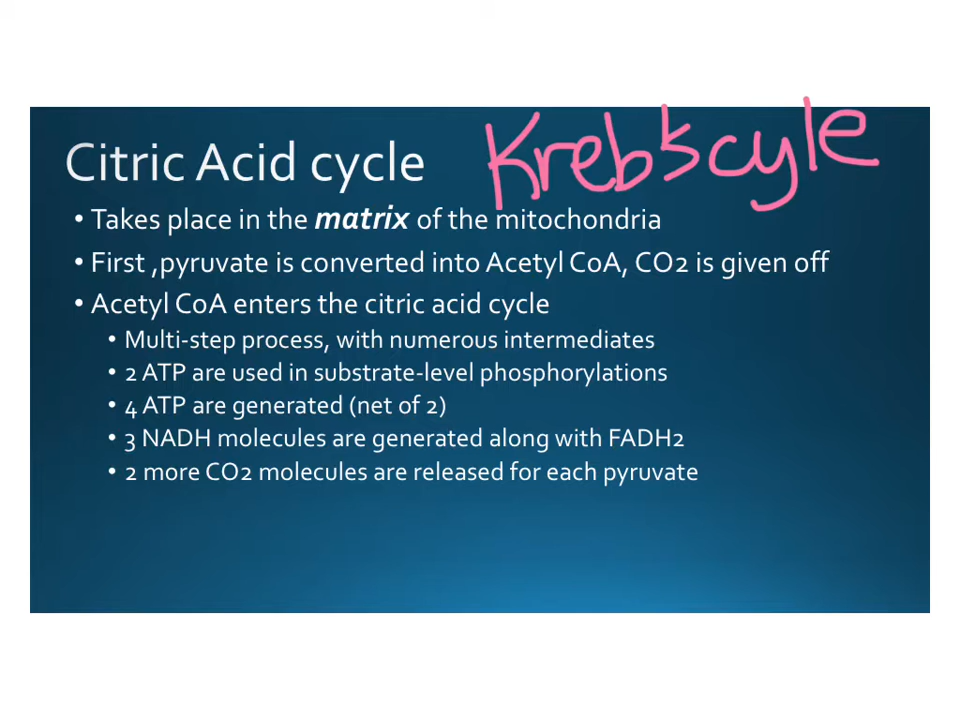 Citric Acid cycle
Krebs cyle
• Takes place in the matrix of the mitochondria
• First ,pyruvate is converted into Acetyl CoA, CO2 is given off
• Acetyl CoA enters the citric acid cycle
• Multi-step process, with numerous intermediates
• 2 ATP are used in substrate-level phosphorylations
• 4 ATP are generated (net of 2)
• 3 NADH molecules are generated along with FADH2
• 2 more CO2 molecules are released for each pyruvate